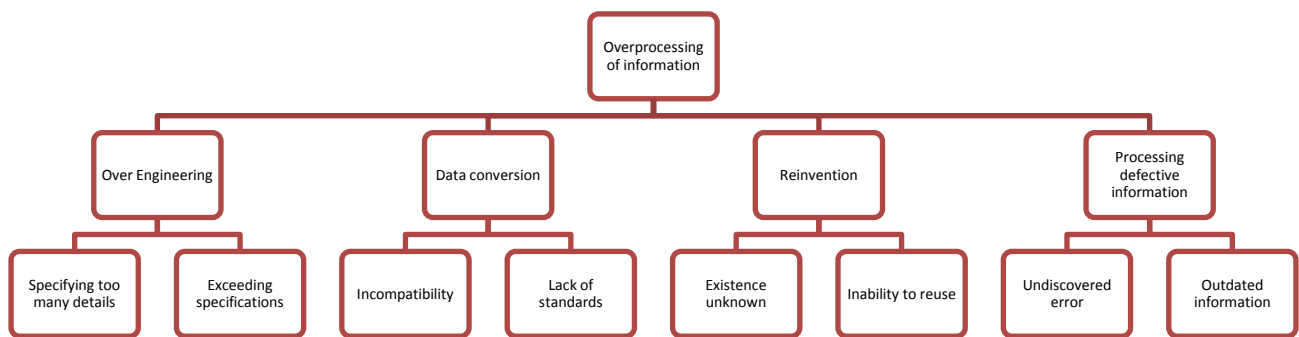 Overprocessing
of information
Over Engineering
Data conversion
Reinvention
Processing
defective
information
Specifying too
many details
Exceeding
specifications
Incompatibility
Lack of
standards
Existence
unknown
Inability to reuse
Undiscovered
error
Outdated
information